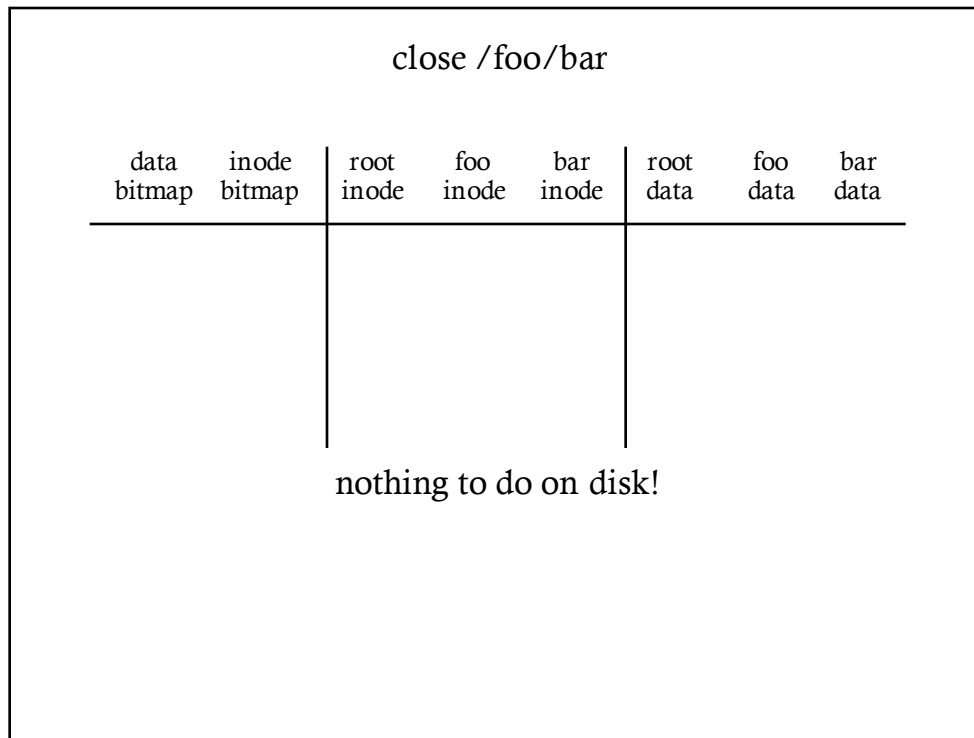 close /foo/bar
data inode root foo bar root foo bar
bitmap bitmap inode inode inode data data data
nothing to do on disk!